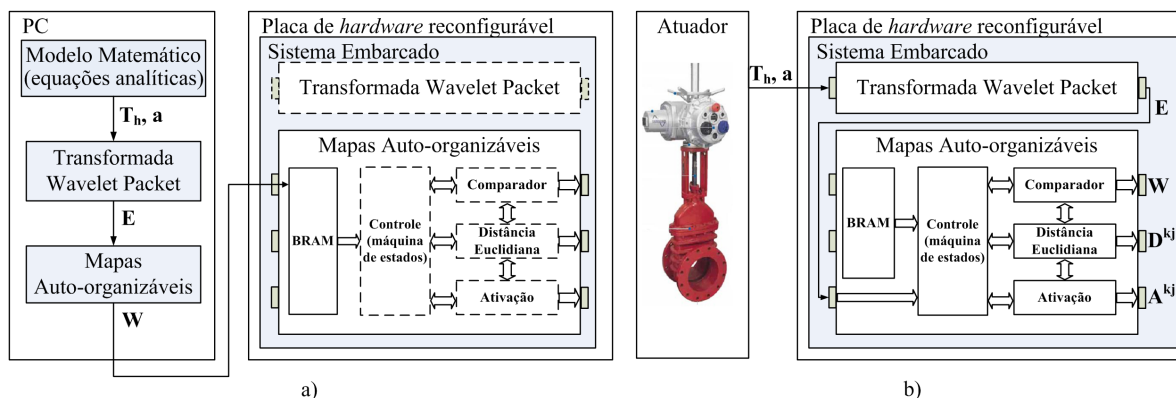 PC
Modelo Matemático
(equações analíticas)
Th, a
Transformada
Wavelet Packet
E
Mapas
Auto-organizáveis
W
Placa de hardware reconfigurável
Sistema Embarcado
Transformada Wavelet Packet
Mapas Auto-organizáveis
BRAM
Controle
(máquina
de estados)
Comparador
Distância
Euclidiana
Ativação
a)
Atuador
Th, a
Placa de hardware reconfigurável
Sistema Embarcado
Transformada Wavelet Packet
E
Mapas Auto-organizáveis
BRAM
Controle
(máquina
de estados)
Comparador
W
Distância
Euclidiana
D^kj
Ativação
A^kj
b)